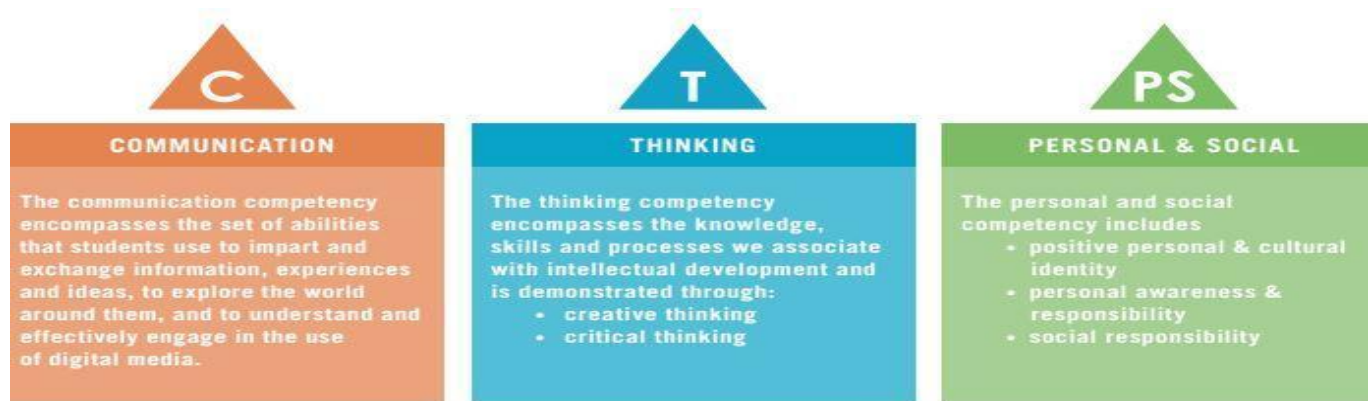 C
COMMUNICATION
The communication competency
encompasses the set of abilities
that students use to impart and
exchange information, experiences
and ideas, to explore the world
around them, and to understand and
effectively engage in the use
of digital media.
T
THINKING
The thinking competency
encompasses the knowledge,
skills and processes we associate
with intellectual development and
is demonstrated through:
• creative thinking
• critical thinking
PS
PERSONAL & SOCIAL
The personal and social
competency includes
• positive personal & cultural
identity
• personal awareness &
responsibility
• social responsibility